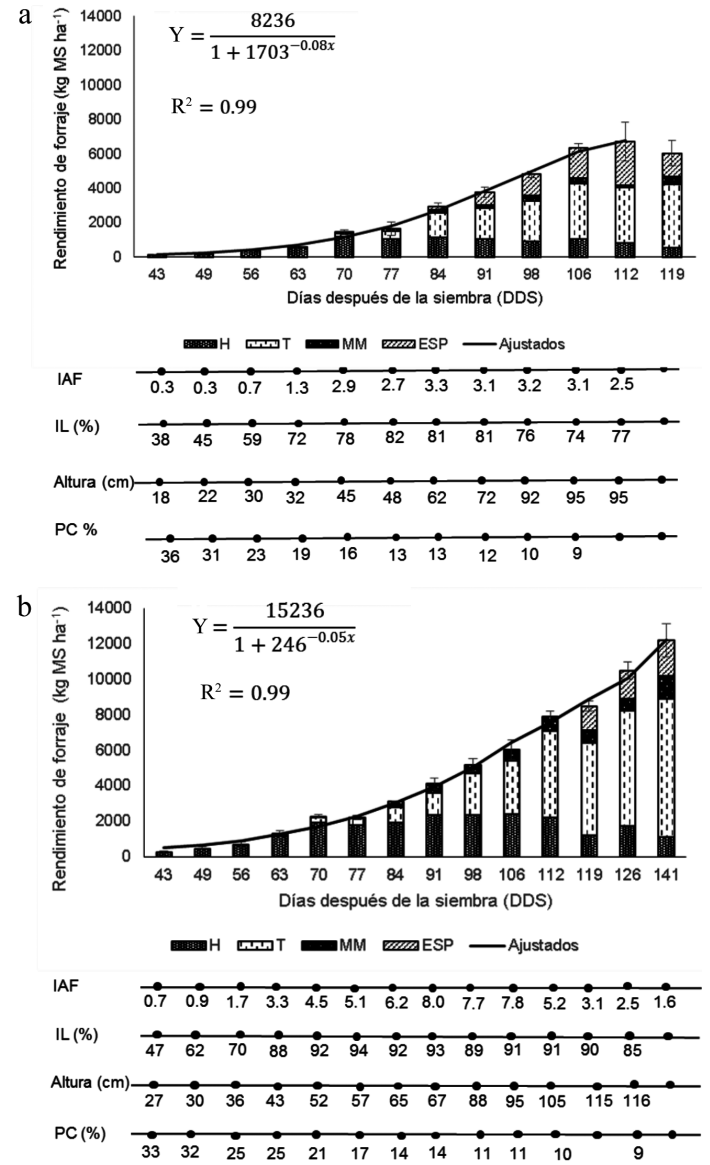 a
Rendimiento de forraje (kg MS ha⁻¹)
14000
12000
10000
8000
6000
4000
2000
0
Y = 8236 / 1 + 1703^−0.08x
R² = 0.99
43 49 56 63 70 77 84 91 98 106 112 119
Días después de la siembra (DDS)
H T MM ESP Ajustados
IAF
0.3 0.3 0.7 1.3 2.9 2.7 3.3 3.1 3.2 3.1 2.5
IL (%)
38 45 59 72 78 82 81 81 76 74 77
Altura (cm)
18 22 30 32 45 48 62 72 92 95 95
PC %
36 31 23 19 16 13 13 12 10 9
b
Rendimiento de forraje (kg MS ha⁻¹)
14000
12000
10000
8000
6000
4000
2000
0
Y = 15236 / 1 + 246^−0.05x
R² = 0.99
43 49 56 63 70 77 84 91 98 106 112 119 126 141
Días después de la siembra (DDS)
H T MM ESP Ajustados
IAF
0.7 0.9 1.7 3.3 4.5 5.1 6.2 8.0 7.7 7.8 5.2 3.1 2.5 1.6
IL (%)
47 62 70 88 92 94 92 93 89 91 91 90 85
Altura (cm)
27 30 36 43 52 57 65 67 88 95 105 115 116
PC (%)
33 32 25 25 21 17 14 14 11 11 10 9